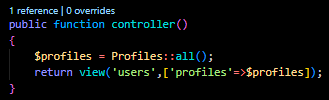 1 reference | 0 overrides
public function controller()
{
$profiles = Profiles::all();
return view('users',['profiles'=>$profiles]);
}